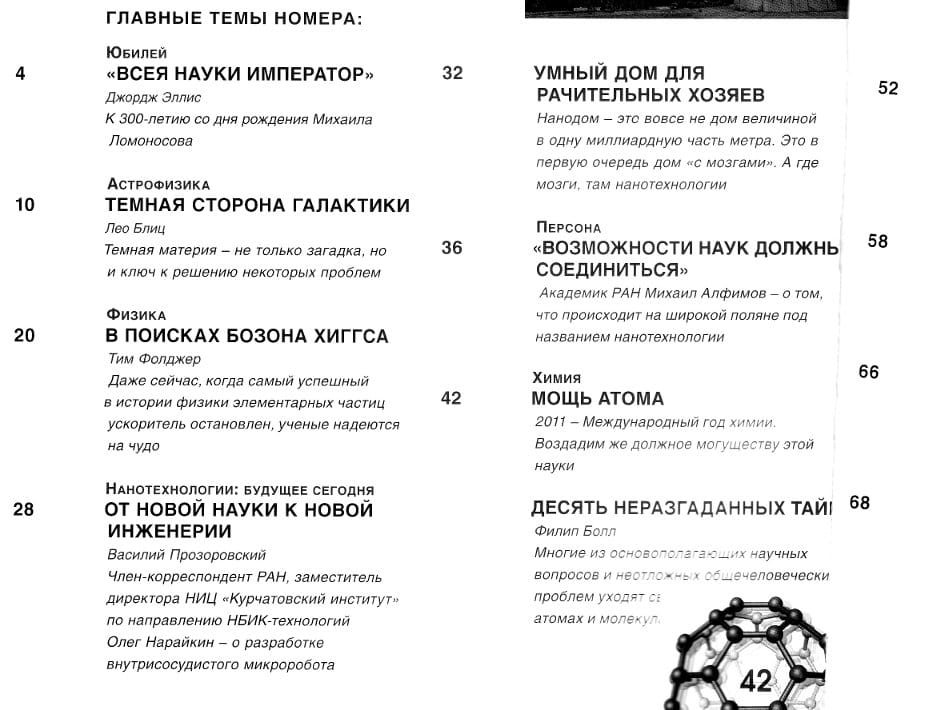 ГЛАВНЫЕ ТЕМЫ НОМЕРА:
Юбилей
4 «ВСЕЯ НАУКИ ИМПЕРАТОР»
Джордж Эллис
К 300-летию со дня рождения Михаила
Ломоносова
Астрофизика
10 ТЕМНАЯ СТОРОНА ГАЛАКТИКИ
Лео Блиц
Темная материя – не только загадка, но
и ключ к решению некоторых проблем
Физика
20 В ПОИСКАХ БОЗОНА ХИГГСА
Тим Фолджер
Даже сейчас, когда самый успешный
в истории физики элементарных частиц
ускоритель остановлен, ученые надеются
на чудо
Нанотехнологии: будущее сегодня
28 ОТ НОВОЙ НАУКИ К НОВОЙ
ИНЖЕНЕРИИ
Василий Прозоровский
Член-корреспондент РАН, заместитель
директора НИЦ «Курчатовский институт»
по направлению НБИК-технологий
Олег Нарайкин – о разработке
внутрисосудистого микроробота
32 УМНЫЙ ДОМ ДЛЯ
РАЧИТЕЛЬНЫХ ХОЗЯЕВ
Нанодом – это вовсе не дом величиной
в одну миллиардную часть метра. Это в
первую очередь дом «с мозгами». А где
мозги, там нанотехнологии
Персона
36 «ВОЗМОЖНОСТИ НАУК ДОЛЖНЫ
СОЕДИНИТЬСЯ»
Академик РАН Михаил Алфимов – о том,
что происходит на широкой поляне под
названием нанотехнологии
Химия
42 МОЩЬ АТОМА
2011 – Международный год химии.
Воздадим же должное могуществу этой
науки
ДЕСЯТЬ НЕРАЗГАДАННЫХ ТАЙ
Филип Болл
Многие из основополагающих научных
вопросов и неотложных общечеловечески
проблем уходят
атомах и молекул
42
52
58
66
68